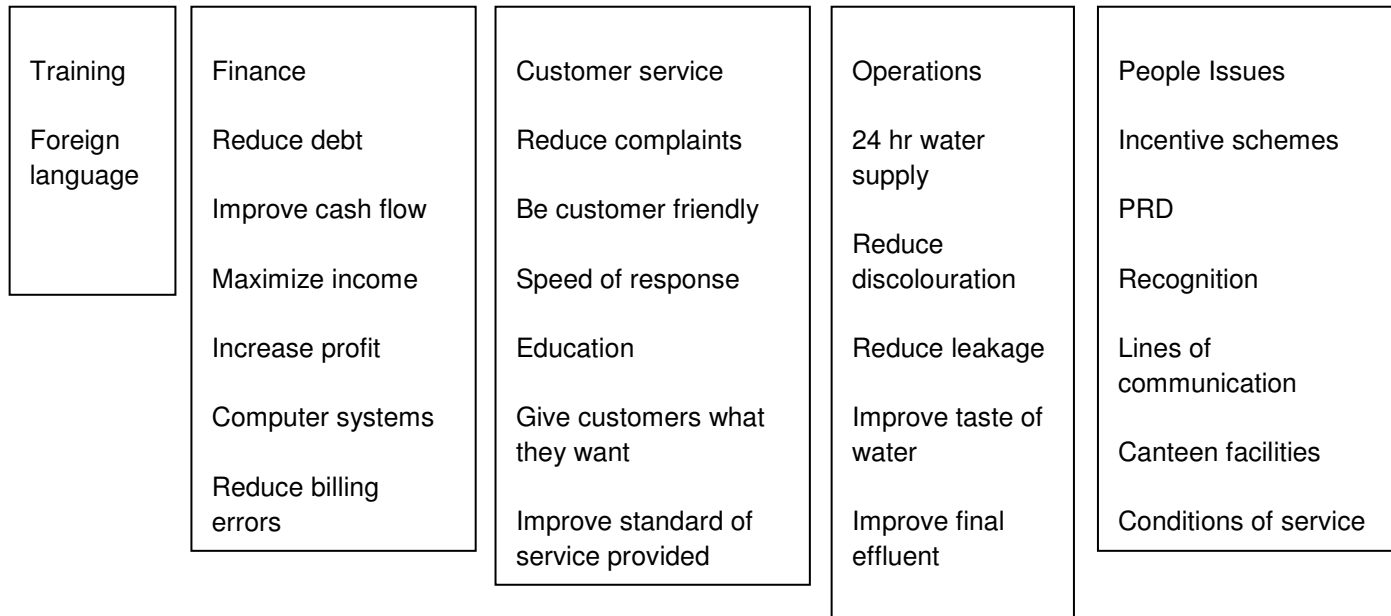 Training
Foreign
language
Finance
Reduce debt
Improve cash flow
Maximize income
Increase profit
Computer systems
Reduce billing
errors
Customer service
Reduce complaints
Be customer friendly
Speed of response
Education
Give customers what
they want
Improve standard of
service provided
Operations
24 hr water
supply
Reduce
discolouration
Reduce leakage
Improve taste of
water
Improve final
effluent
People Issues
Incentive schemes
PRD
Recognition
Lines of
communication
Canteen facilities
Conditions of service